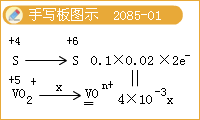 手写板图示 2085-01
+4 +6
S ⟶ S 0.1×0.02×2e⁻
+5 ‖
VO₂⁺ —x→ VOⁿ⁺ 4×10⁻³x